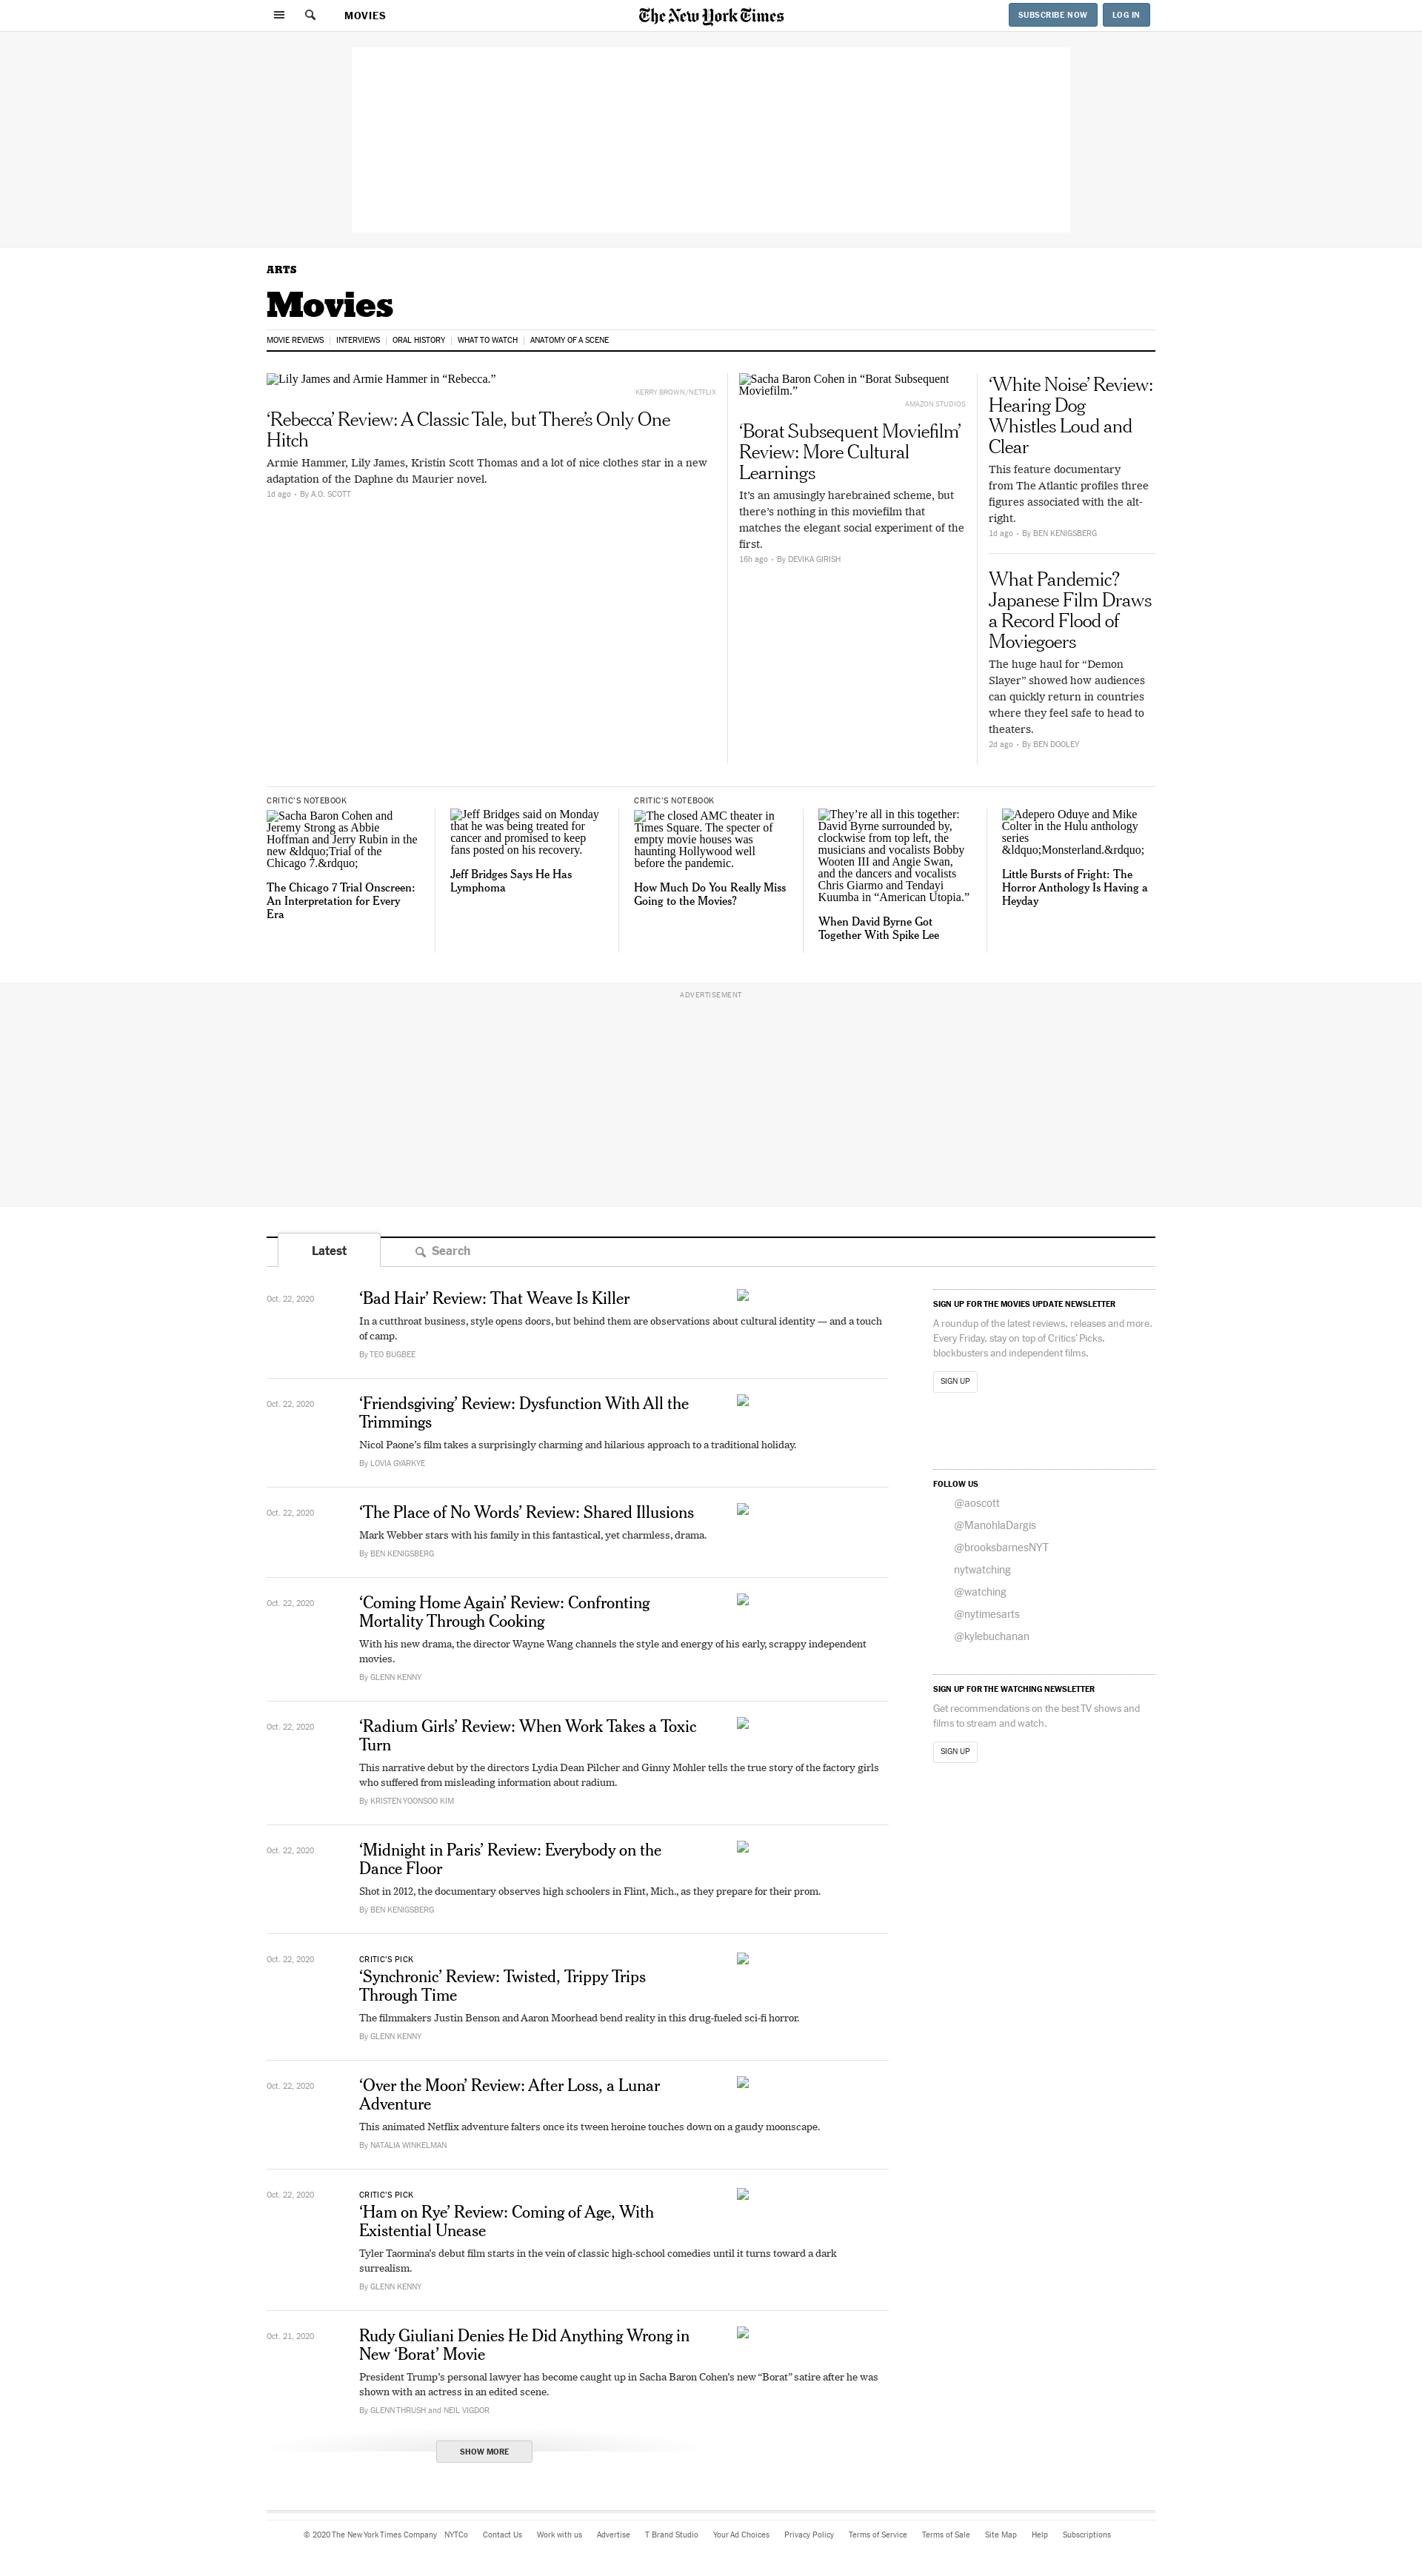 MOVIES
The New York Times
SUBSCRIBE NOW
LOG IN
ARTS
Movies
MOVIE REVIEWS
INTERVIEWS
ORAL HISTORY
WHAT TO WATCH
ANATOMY OF A SCENE
Lily James and Armie Hammer in “Rebecca.”
KERRY BROWN/NETFLIX
‘Rebecca’ Review: A Classic Tale, but There’s Only One
Hitch
Armie Hammer, Lily James, Kristin Scott Thomas and a lot of nice clothes star in a new
adaptation of the Daphne du Maurier novel.
1d ago • By A.O. SCOTT
Sacha Baron Cohen in “Borat Subsequent
Moviefilm.”
AMAZON STUDIOS
‘Borat Subsequent Moviefilm’
Review: More Cultural
Learnings
It’s an amusingly harebrained scheme, but
there’s nothing in this moviefilm that
matches the elegant social experiment of the
first.
16h ago • By DEVIKA GIRISH
‘White Noise’ Review:
Hearing Dog
Whistles Loud and
Clear
This feature documentary
from The Atlantic profiles three
figures associated with the alt-
right.
1d ago • By BEN KENIGSBERG
What Pandemic?
Japanese Film Draws
a Record Flood of
Moviegoers
The huge haul for “Demon
Slayer” showed how audiences
can quickly return in countries
where they feel safe to head to
theaters.
2d ago • By BEN DOOLEY
CRITIC’S NOTEBOOK
Sacha Baron Cohen and
Jeremy Strong as Abbie
Hoffman and Jerry Rubin in the
new &ldquo;Trial of the
Chicago 7.&rdquo;
The Chicago 7 Trial Onscreen:
An Interpretation for Every
Era
Jeff Bridges said on Monday
that he was being treated for
cancer and promised to keep
fans posted on his recovery.
Jeff Bridges Says He Has
Lymphoma
CRITIC’S NOTEBOOK
The closed AMC theater in
Times Square. The specter of
empty movie houses was
haunting Hollywood well
before the pandemic.
How Much Do You Really Miss
Going to the Movies?
They’re all in this together:
David Byrne surrounded by,
clockwise from top left, the
musicians and vocalists Bobby
Wooten III and Angie Swan,
and the dancers and vocalists
Chris Giarmo and Tendayi
Kuumba in “American Utopia.”
When David Byrne Got
Together With Spike Lee
Adepero Oduye and Mike
Colter in the Hulu anthology
series
&ldquo;Monsterland.&rdquo;
Little Bursts of Fright: The
Horror Anthology Is Having a
Heyday
ADVERTISEMENT
Latest
Search
Oct. 22, 2020
‘Bad Hair’ Review: That Weave Is Killer
In a cutthroat business, style opens doors, but behind them are observations about cultural identity — and a touch
of camp.
By TEO BUGBEE
Oct. 22, 2020
‘Friendsgiving’ Review: Dysfunction With All the
Trimmings
Nicol Paone’s film takes a surprisingly charming and hilarious approach to a traditional holiday.
By LOVIA GYARKYE
Oct. 22, 2020
‘The Place of No Words’ Review: Shared Illusions
Mark Webber stars with his family in this fantastical, yet charmless, drama.
By BEN KENIGSBERG
Oct. 22, 2020
‘Coming Home Again’ Review: Confronting
Mortality Through Cooking
With his new drama, the director Wayne Wang channels the style and energy of his early, scrappy independent
movies.
By GLENN KENNY
Oct. 22, 2020
‘Radium Girls’ Review: When Work Takes a Toxic
Turn
This narrative debut by the directors Lydia Dean Pilcher and Ginny Mohler tells the true story of the factory girls
who suffered from misleading information about radium.
By KRISTEN YOONSOO KIM
Oct. 22, 2020
‘Midnight in Paris’ Review: Everybody on the
Dance Floor
Shot in 2012, the documentary observes high schoolers in Flint, Mich., as they prepare for their prom.
By BEN KENIGSBERG
Oct. 22, 2020
CRITIC’S PICK
‘Synchronic’ Review: Twisted, Trippy Trips
Through Time
The filmmakers Justin Benson and Aaron Moorhead bend reality in this drug-fueled sci-fi horror.
By GLENN KENNY
Oct. 22, 2020
‘Over the Moon’ Review: After Loss, a Lunar
Adventure
This animated Netflix adventure falters once its tween heroine touches down on a gaudy moonscape.
By NATALIA WINKELMAN
Oct. 22, 2020
CRITIC’S PICK
‘Ham on Rye’ Review: Coming of Age, With
Existential Unease
Tyler Taormina’s debut film starts in the vein of classic high-school comedies until it turns toward a dark
surrealism.
By GLENN KENNY
Oct. 21, 2020
Rudy Giuliani Denies He Did Anything Wrong in
New ‘Borat’ Movie
President Trump’s personal lawyer has become caught up in Sacha Baron Cohen’s new “Borat” satire after he was
shown with an actress in an edited scene.
By GLENN THRUSH and NEIL VIGDOR
SHOW MORE
SIGN UP FOR THE MOVIES UPDATE NEWSLETTER
A roundup of the latest reviews, releases and more.
Every Friday, stay on top of Critics’ Picks,
blockbusters and independent films.
SIGN UP
FOLLOW US
@aoscott
@ManohlaDargis
@brooksbarnesNYT
nytwatching
@watching
@nytimesarts
@kylebuchanan
SIGN UP FOR THE WATCHING NEWSLETTER
Get recommendations on the best TV shows and
films to stream and watch.
SIGN UP
© 2020 The New York Times Company NYTCo Contact Us Work with us Advertise T Brand Studio Your Ad Choices Privacy Policy Terms of Service Terms of Sale Site Map Help Subscriptions